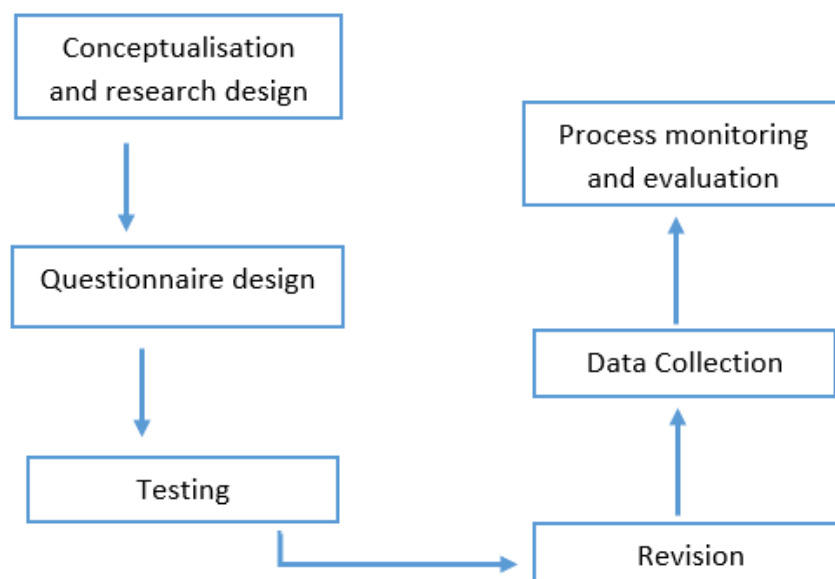 Conceptualisation
and research design
Questionnaire design
Testing
Revision
Data Collection
Process monitoring
and evaluation